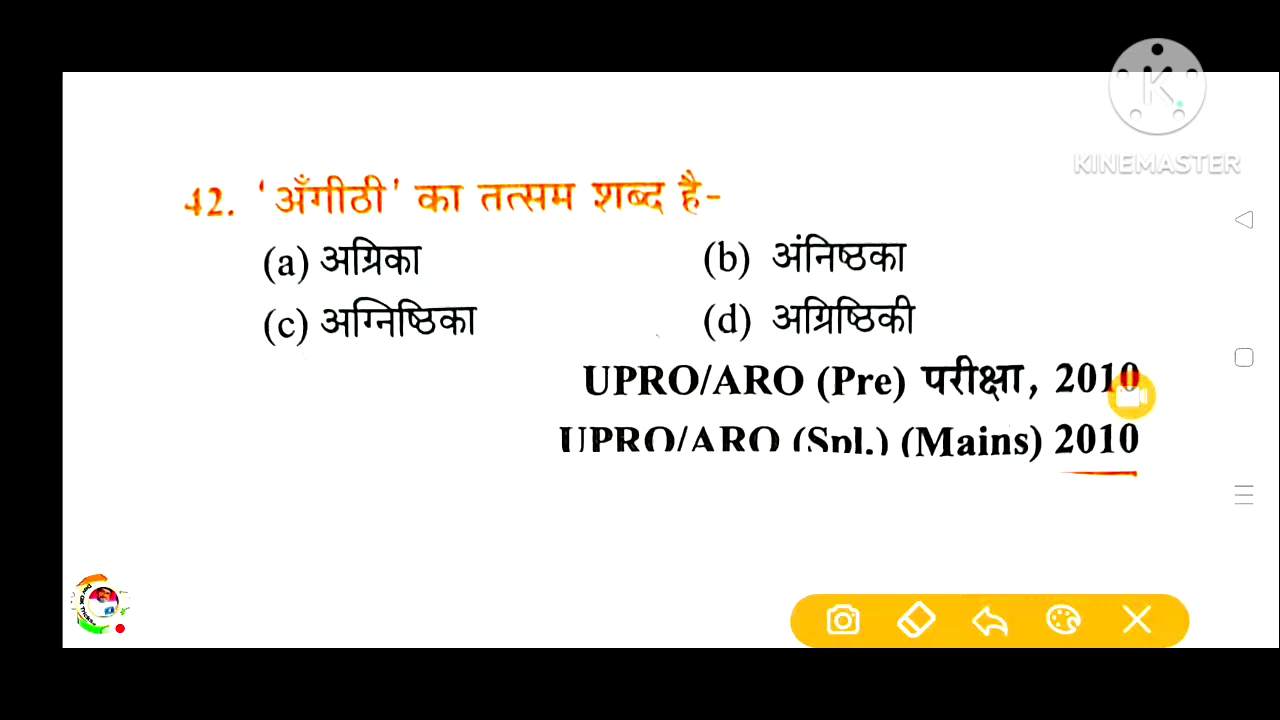 KINEMASTER
42. 'अँगीठी' का तत्सम शब्द है-
(a) अग्रिका (b) अंनिष्ठका
(c) अग्निष्ठिका (d) अग्रिष्ठिकी
UPRO/ARO (Pre) परीक्षा, 2010
UPRO/ARO (Spl.) (Mains) 2010